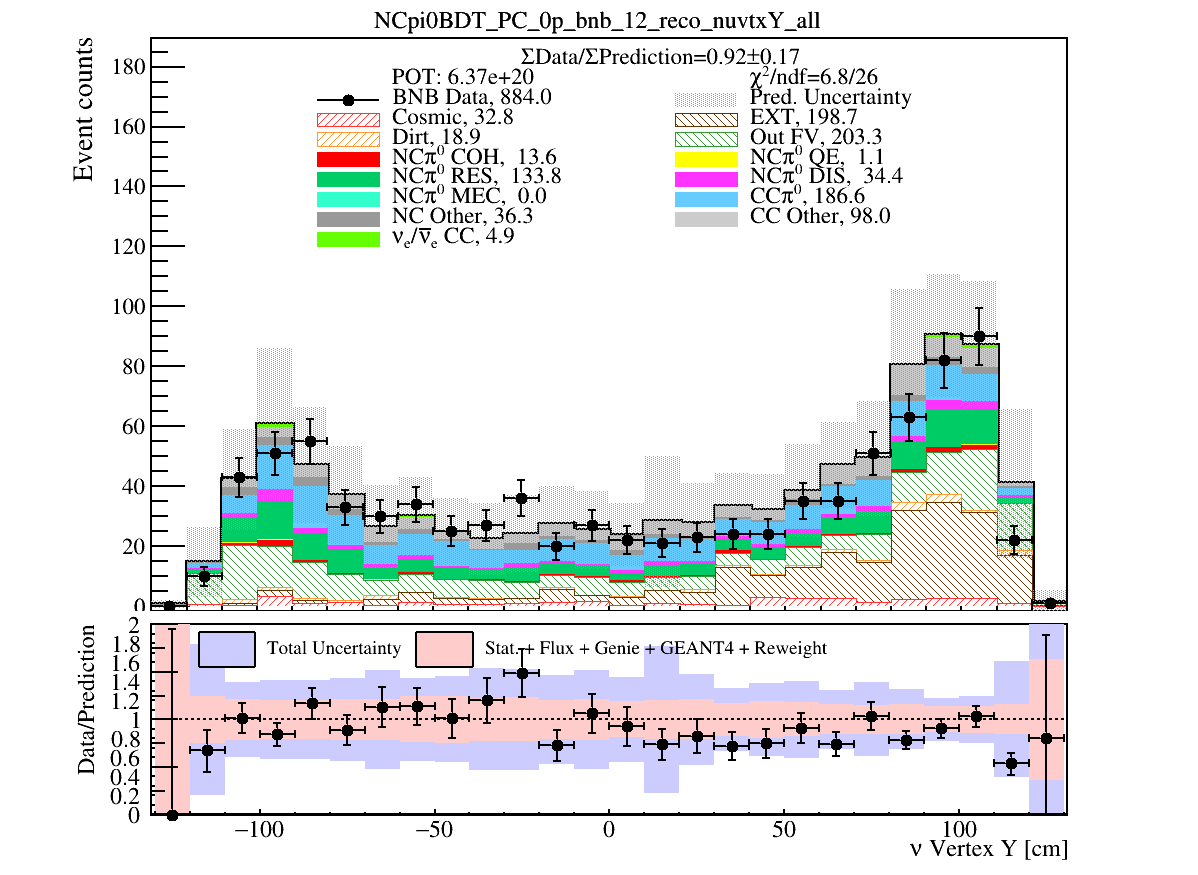 NCpi0BDT_PC_0p_bnb_12_reco_nuvtxY_all
ΣData/ΣPrediction=0.92±0.17
POT: 6.37e+20
χ²/ndf=6.8/26
BNB Data, 884.0
Pred. Uncertainty
Cosmic, 32.8
EXT, 198.7
Dirt, 18.9
Out FV, 203.3
NCπ⁰ COH, 13.6
NCπ⁰ QE, 1.1
NCπ⁰ RES, 133.8
NCπ⁰ DIS, 34.4
NCπ⁰ MEC, 0.0
CCπ⁰, 186.6
NC Other, 36.3
CC Other, 98.0
νₑ/ν̅ₑ CC, 4.9
Event counts
180
160
140
120
100
80
60
40
20
0
Total Uncertainty
Stat. + Flux + Genie + GEANT4 + Reweight
Data/Prediction
2
1.8
1.6
1.4
1.2
1
0.8
0.6
0.4
0.2
0
−100
−50
0
50
100
ν Vertex Y [cm]